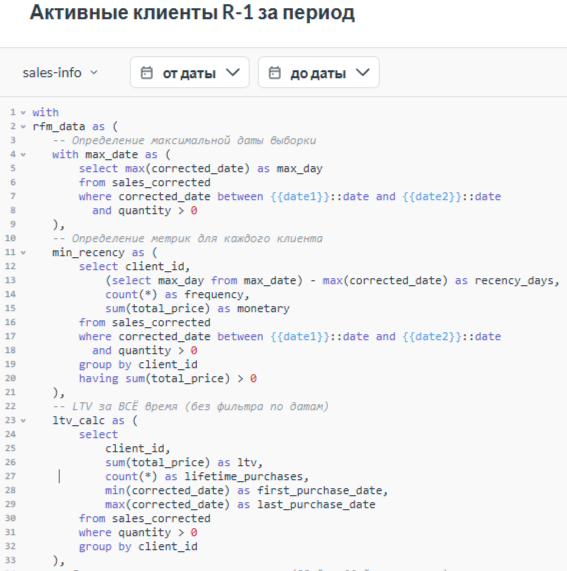 Активные клиенты R-1 за период
sales-info от даты до даты
1 with
2 rfm_data as (
3 -- Определение максимальной даты выборки
4 with max_date as (
5 select max(corrected_date) as max_day
6 from sales_corrected
7 where corrected_date between {{date1}}::date and {{date2}}::date
8 and quantity > 0
9 ),
10 -- Определение метрик для каждого клиента
11 min_recency as (
12 select client_id,
13 (select max_day from max_date) - max(corrected_date) as recency_days,
14 count(*) as frequency,
15 sum(total_price) as monetary
16 from sales_corrected
17 where corrected_date between {{date1}}::date and {{date2}}::date
18 and quantity > 0
19 group by client_id
20 having sum(total_price) > 0
21 ),
22 -- LTV за ВСЁ время (без фильтра по датам)
23 ltv_calc as (
24 select
25 client_id,
26 sum(total_price) as ltv,
27 count(*) as lifetime_purchases,
28 min(corrected_date) as first_purchase_date,
29 max(corrected_date) as last_purchase_date
30 from sales_corrected
31 where quantity > 0
32 group by client_id
33 ),